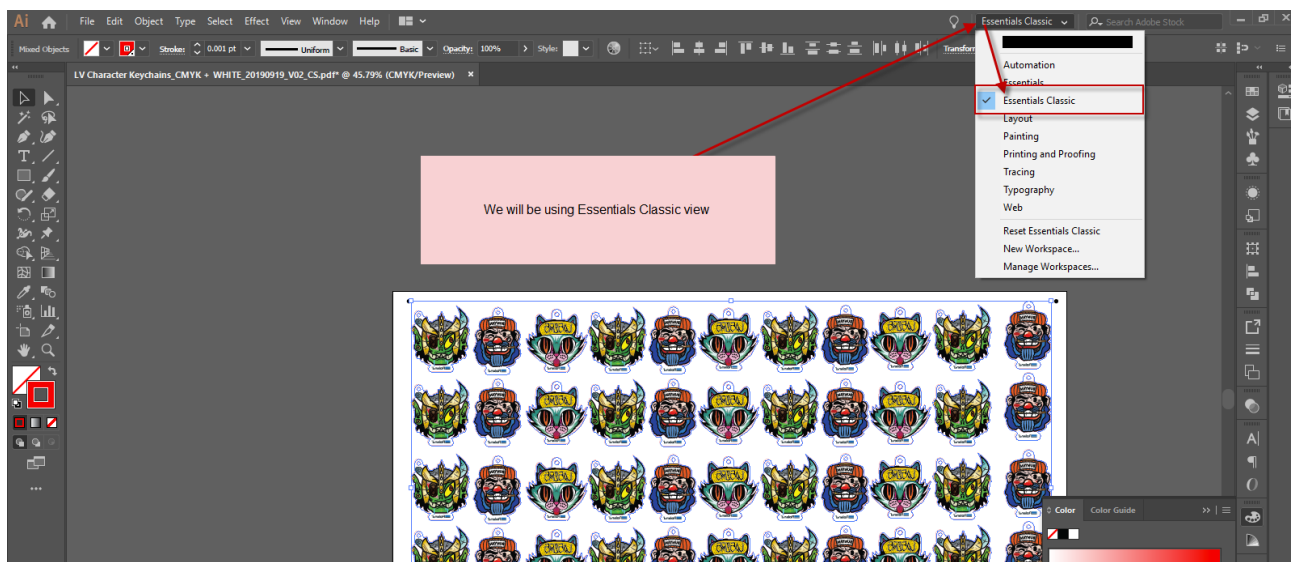 Ai File Edit Object Type Select Effect View Window Help Essentials Classic Search Adobe Stock
Mixed Objects Stroke: 0.001 pt Uniform Basic Opacity: 100% Style: Transform
LV Character Keychains_CMYK + WHITE_20190919_V02_CS.pdf* @ 45.79% (CMYK/Preview) ×
Automation
Essentials
Essentials Classic
Layout
Painting
Printing and Proofing
Tracing
Typography
Web
Reset Essentials Classic
New Workspace...
Manage Workspaces...
We will be using Essentials Classic view
Color Color Guide